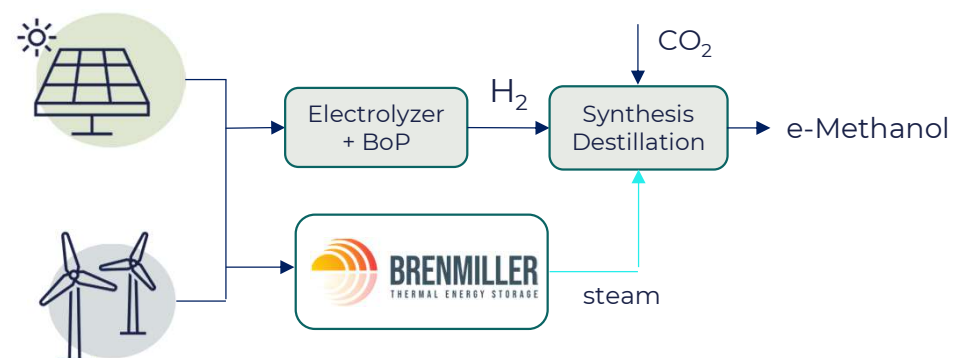 CO₂
H₂
Electrolyzer
+ BoP
Synthesis
Destillation
e-Methanol
BRENMILLER
THERMAL ENERGY STORAGE
steam